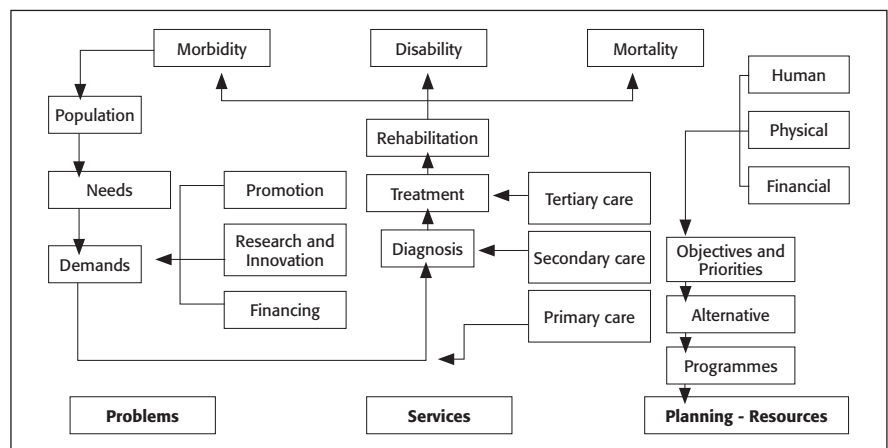 Morbidity
Disability
Mortality
Human
Population
Physical
Rehabilitation
Needs
Promotion
Treatment
Tertiary care
Financial
Demands
Research and
Innovation
Diagnosis
Secondary care
Objectives and
Priorities
Financing
Primary care
Alternative
Programmes
Problems
Services
Planning - Resources